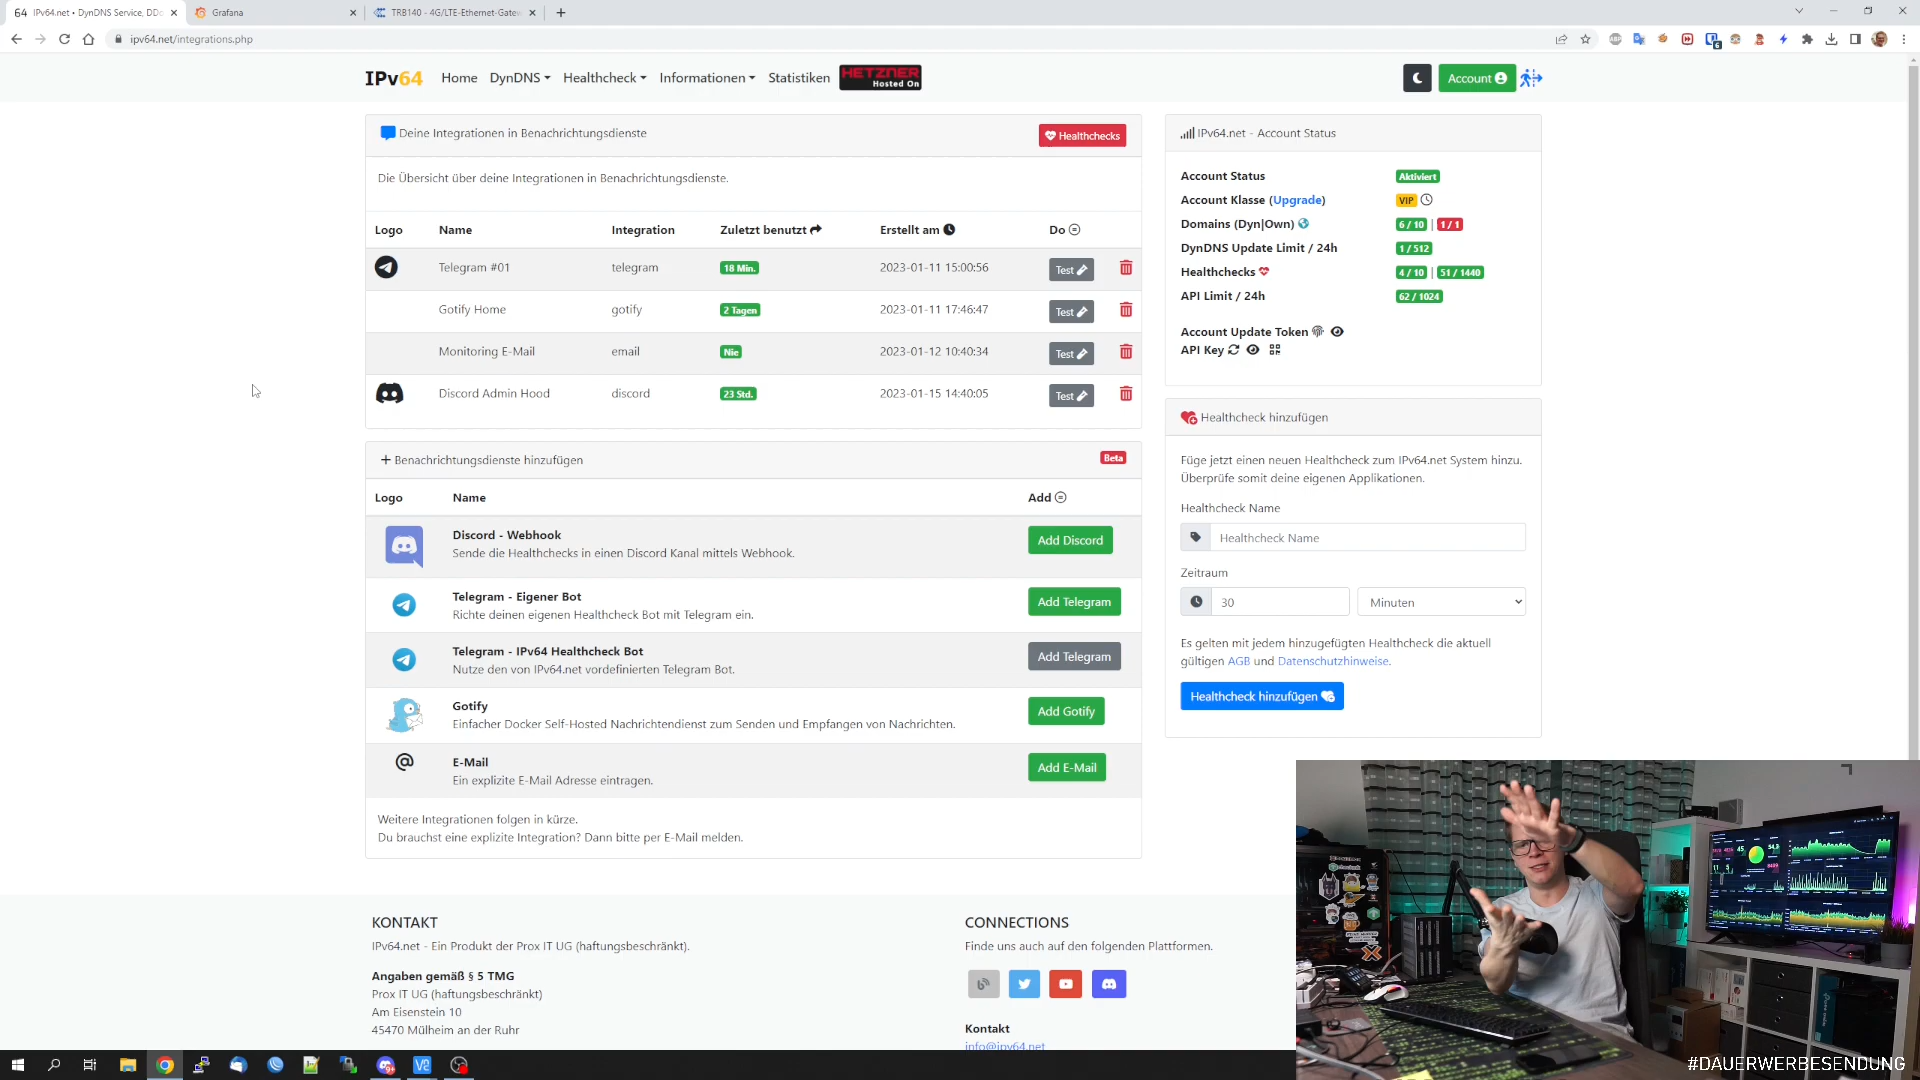 64 IPv64.net • DynDNS Service, DDo
Grafana
TRB140 - 4G/LTE-Ethernet-Gatew
ipv64.net/integrations.php
IPv64
Home
DynDNS
Healthcheck
Informationen
Statistiken
HETZNER
Hosted On
Account
Deine Integrationen in Benachrichtungsdienste
Healthchecks
Die Übersicht über deine Integrationen in Benachrichtungsdienste.
Logo Name Integration Zuletzt benutzt Erstellt am Do
Telegram #01 telegram 18 Min. 2023-01-11 15:00:56 Test
Gotify Home gotify 2 Tagen 2023-01-11 17:46:47 Test
Monitoring E-Mail email Nie 2023-01-12 10:40:34 Test
Discord Admin Hood discord 23 Std. 2023-01-15 14:40:05 Test
Benachrichtungsdienste hinzufügen
Beta
Logo Name Add
Discord - Webhook
Sende die Healthchecks in einen Discord Kanal mittels Webhook.
Add Discord
Telegram - Eigener Bot
Richte deinen eigenen Healthcheck Bot mit Telegram ein.
Add Telegram
Telegram - IPv64 Healthcheck Bot
Nutze den von IPv64.net vordefinierten Telegram Bot.
Add Telegram
Gotify
Einfacher Docker Self-Hosted Nachrichtendienst zum Senden und Empfangen von Nachrichten.
Add Gotify
E-Mail
Ein explizite E-Mail Adresse eintragen.
Add E-Mail
Weitere Integrationen folgen in kürze.
Du brauchst eine explizite Integration? Dann bitte per E-Mail melden.
IPv64.net - Account Status
Account Status Aktiviert
Account Klasse (Upgrade) VIP
Domains (Dyn|Own) 6 / 10 | 1 / 1
DynDNS Update Limit / 24h 1 / 512
Healthchecks 4 / 10 | 51 / 1440
API Limit / 24h 62 / 1024
Account Update Token
API Key
Healthcheck hinzufügen
Füge jetzt einen neuen Healthcheck zum IPv64.net System hinzu.
Überprüfe somit deine eigenen Applikationen.
Healthcheck Name
Healthcheck Name
Zeitraum
30
Minuten
Es gelten mit jedem hinzugefügten Healthcheck die aktuell
gültigen AGB und Datenschutzhinweise.
Healthcheck hinzufügen
KONTAKT
IPv64.net - Ein Produkt der Prox IT UG (haftungsbeschränkt).
Angaben gemäß § 5 TMG
Prox IT UG (haftungsbeschränkt)
Am Eisenstein 10
45470 Mülheim an der Ruhr
CONNECTIONS
Finde uns auch auf den folgenden Plattformen.
Kontakt
info@ipv64.net
#DAUERWERBESENDUNG